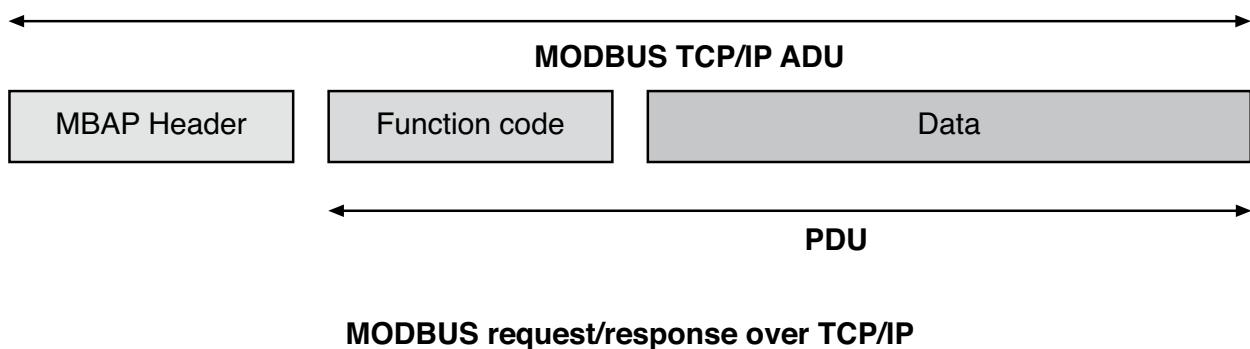 MODBUS TCP/IP ADU
MBAP Header
Function code
Data
PDU
MODBUS request/response over TCP/IP